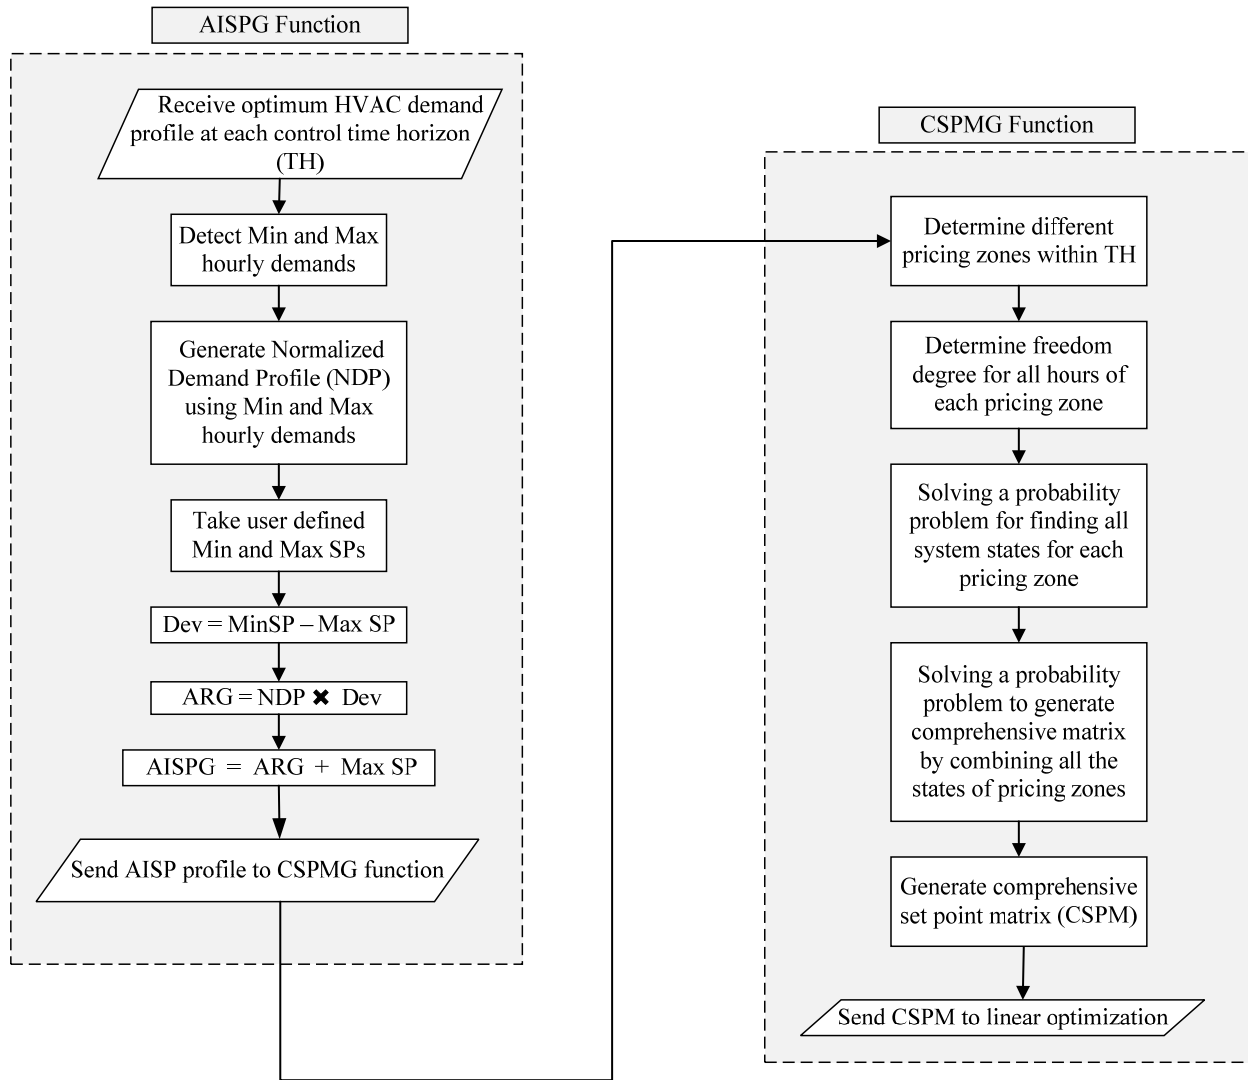 AISPG Function
Receive optimum HVAC demand
profile at each control time horizon
(TH)
Detect Min and Max
hourly demands
Generate Normalized
Demand Profile (NDP)
using Min and Max
hourly demands
Take user defined
Min and Max SPs
Dev = MinSP – Max SP
ARG = NDP ✖ Dev
AISPG = ARG + Max SP
Send AISP profile to CSPMG function
CSPMG Function
Determine different
pricing zones within TH
Determine freedom
degree for all hours of
each pricing zone
Solving a probability
problem for finding all
system states for each
pricing zone
Solving a probability
problem to generate
comprehensive matrix
by combining all the
states of pricing zones
Generate comprehensive
set point matrix (CSPM)
Send CSPM to linear optimization